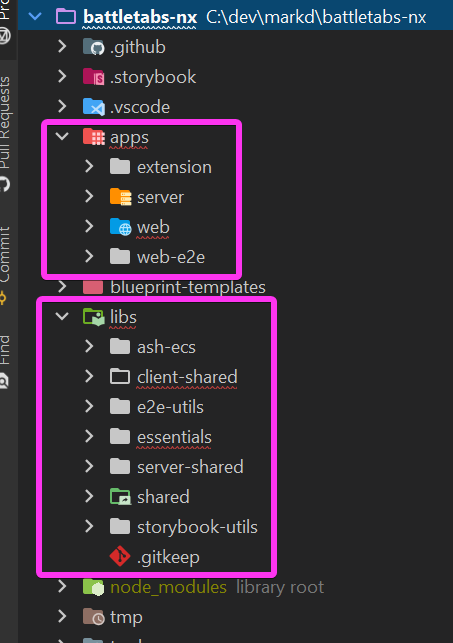 battletabs-nx C:\dev\markd\battletabs-nx
.github
.storybook
.vscode
apps
extension
server
web
web-e2e
blueprint-templates
libs
ash-ecs
client-shared
e2e-utils
essentials
server-shared
shared
storybook-utils
.gitkeep
node_modules library root
tmp
Pull Requests
Commit
Find